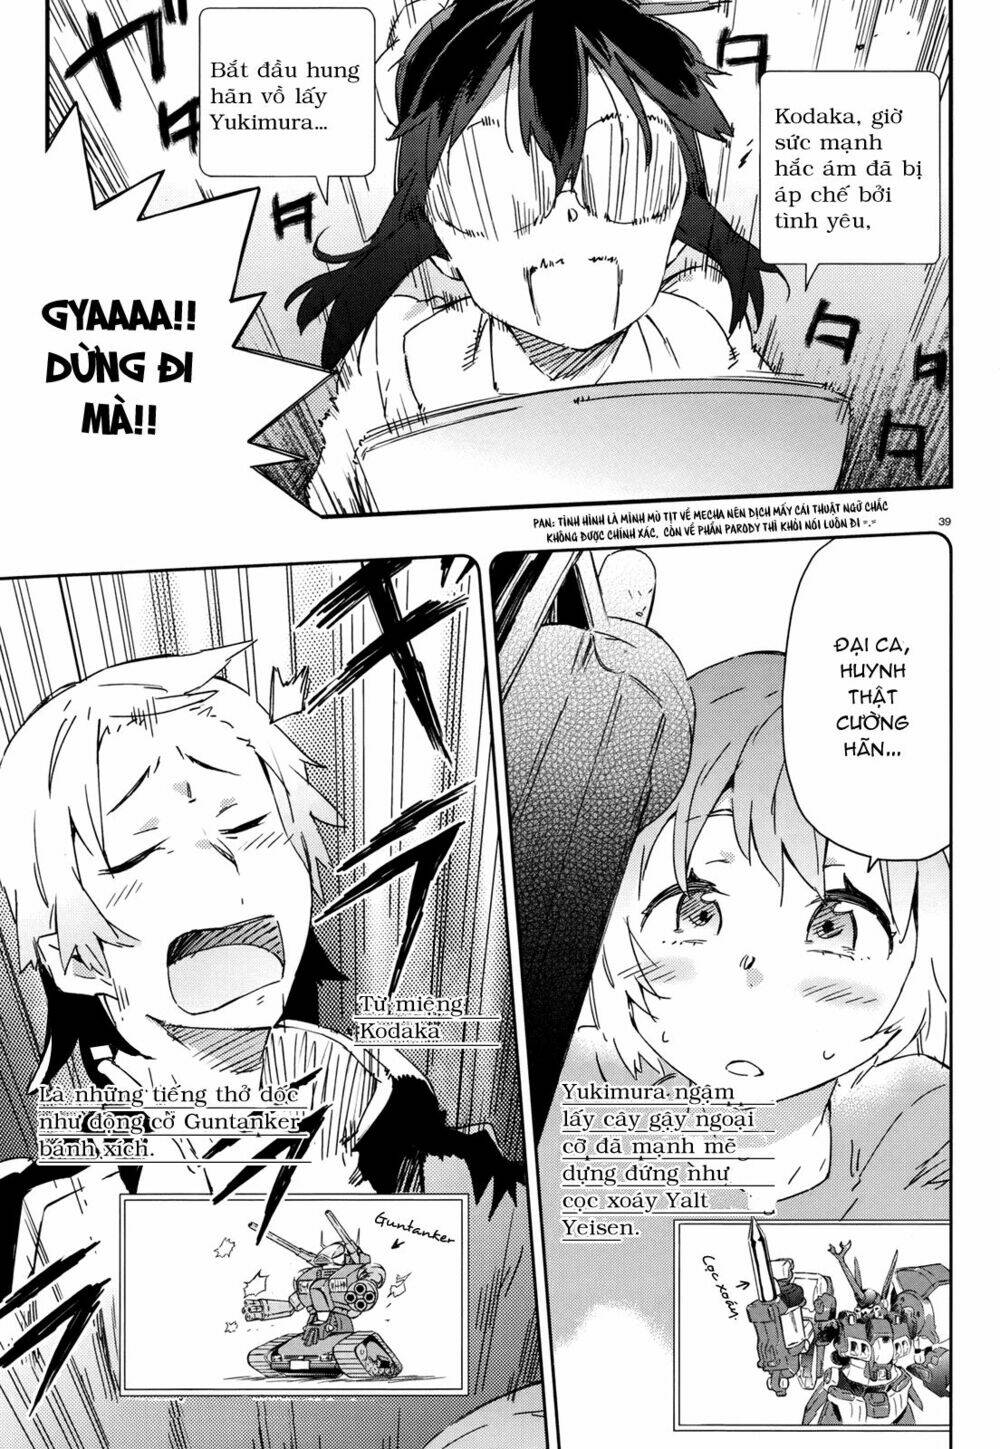 Kodaka, giờ
sức mạnh
hắc ám đã bị
áp chế bởi
tình yêu,
Bắt đầu hung
hãn vồ lấy
Yukimura...
GYAAAA!!
DỪNG ĐI
MÀ!!
PAN: TÌNH HÌNH LÀ MÌNH MÙ TỊT VỀ MECHA NÊN DỊCH MẤY CÁI THUẬT NGỮ CHẮC
KHÔNG ĐƯỢC CHÍNH XÁC, CÒN VỀ PHẦN PARODY THÌ KHỎI NÓI LUÔN ĐI =.=
39
ĐẠI CA,
HUYNH
THẬT
CƯỜNG
HÃN...
Yukimura ngậm
lấy cây gậy ngoại
cỡ đã mạnh mẽ
dựng đứng như
cọc xoáy Yalt
Yeisen.
Cọc xoáy
Từ miệng
Kodaka
Là những tiếng thở dốc
như động cơ Guntanker
bánh xích.
Guntanker